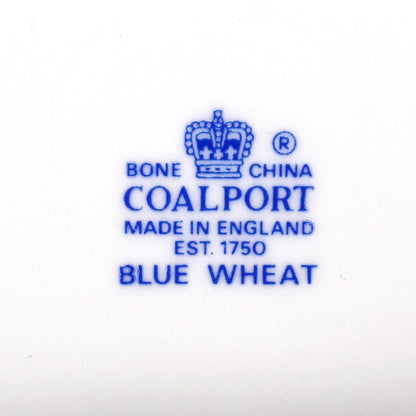 ®
BONE CHINA
COALPORT
MADE IN ENGLAND
EST. 1750
BLUE WHEAT